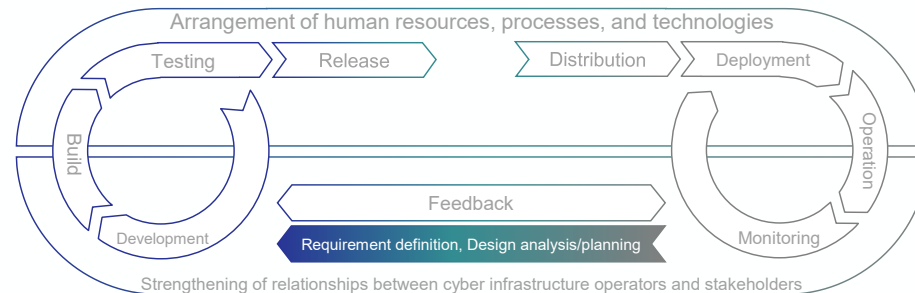 Arrangement of human resources, processes, and technologies
Testing
Release
Distribution
Deployment
Build
Operation
Feedback
Requirement definition, Design analysis/planning
Development
Monitoring
Strengthening of relationships between cyber infrastructure operators and stakeholders